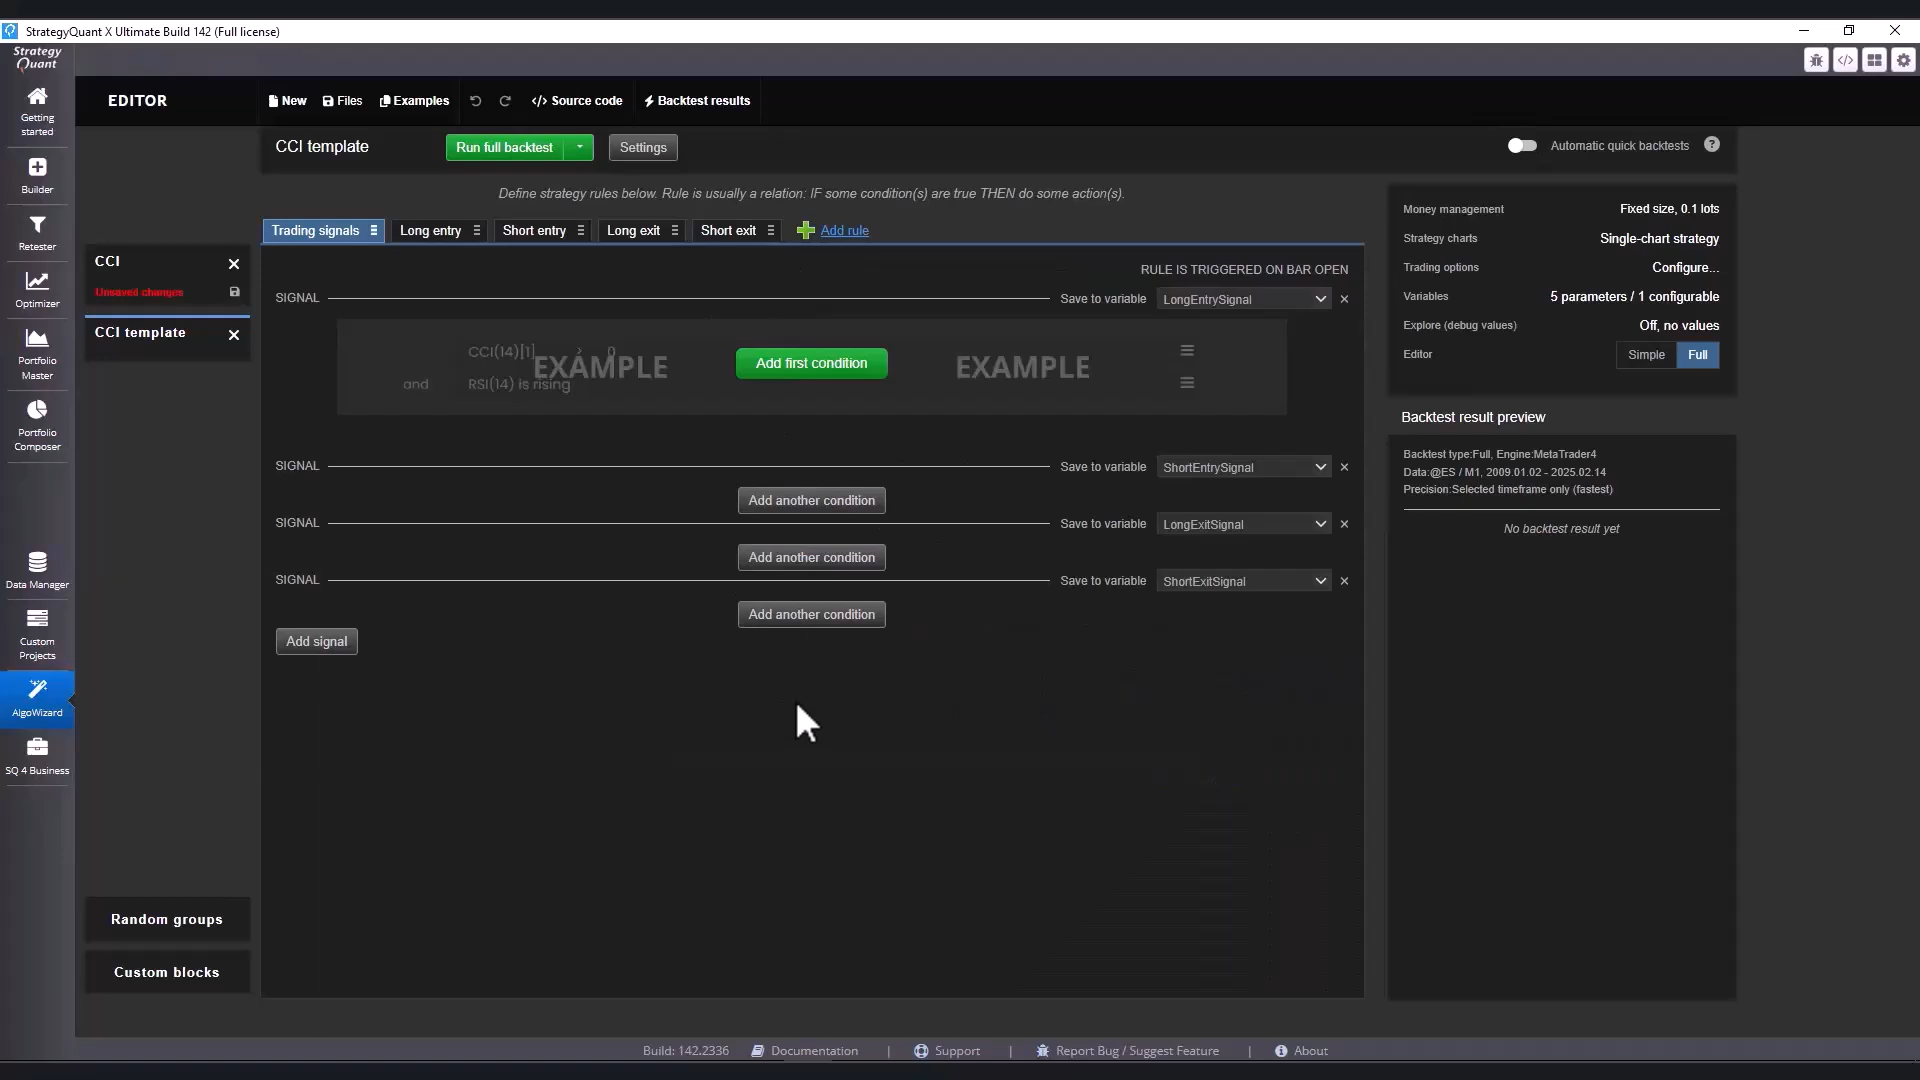 StrategyQuant X Ultimate Build 142 (Full license)
Strategy
Quant
EDITOR
New
Files
Examples
</> Source code
Backtest results
Getting
started
Builder
Retester
Optimizer
Portfolio
Master
Portfolio
Composer
Data Manager
Custom
Projects
AlgoWizard
SQ 4 Business
CCI
Unsaved changes
CCI template
Random groups
Custom blocks
CCI template
Run full backtest
Settings
Automatic quick backtests
?
Define strategy rules below. Rule is usually a relation: IF some condition(s) are true THEN do some action(s).
Trading signals
Long entry
Short entry
Long exit
Short exit
Add rule
RULE IS TRIGGERED ON BAR OPEN
SIGNAL
Save to variable
LongEntrySignal
CCI(14)[1] > 0
EXAMPLE
Add first condition
EXAMPLE
and RSI(14) is rising
SIGNAL
Save to variable
ShortEntrySignal
Add another condition
SIGNAL
Save to variable
LongExitSignal
Add another condition
SIGNAL
Save to variable
ShortExitSignal
Add another condition
Add signal
Money management Fixed size, 0.1 lots
Strategy charts Single-chart strategy
Trading options Configure...
Variables 5 parameters / 1 configurable
Explore (debug values) Off, no values
Editor Simple Full
Backtest result preview
Backtest type:Full, Engine:MetaTrader4
Data:@ES / M1, 2009.01.02 - 2025.02.14
Precision:Selected timeframe only (fastest)
No backtest result yet
Build: 142.2336 Documentation | Support | Report Bug / Suggest Feature | About